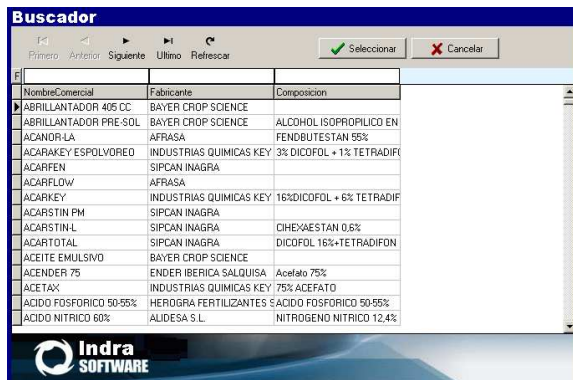 Buscador
Primero Anterior Siguiente Ultimo Refrescar Seleccionar Cancelar
F
NombreComercial Fabricante Composicion
ABRILLANTADOR 405 CC BAYER CROP SCIENCE
ABRILLANTADOR PRE-SOL BAYER CROP SCIENCE ALCOHOL ISOPROPILICO EN
ACANOR-LA AFRASA FENDBUTESTAN 55%
ACARAKEY ESPOLVOREO INDUSTRIAS QUIMICAS KEY 3% DICOFOL + 1% TETRADIF
ACARFEN SIPCAN INAGRA
ACARFLOW AFRASA
ACARKEY INDUSTRIAS QUIMICAS KEY 16%DICOFOL + 6% TETRADIF
ACARSTIN PM SIPCAN INAGRA
ACARSTIN-L SIPCAN INAGRA CIHEXAESTAN 0,6%
ACARTOTAL SIPCAN INAGRA DICOFOL 16%+TETRADIFON
ACEITE EMULSIVO BAYER CROP SCIENCE
ACENDER 75 ENDER IBERICA SALQUISA Acefato 75%
ACETAX INDUSTRIAS QUIMICAS KEY 75% ACEFATO
ACIDO FOSFORICO 50-55% HEROGRA FERTILIZANTES S ACIDO FOSFORICO 50-55%
ACIDO NITRICO 60% ALIDESA S.L. NITROGENO NITRICO 12,4%
Indra
SOFTWARE